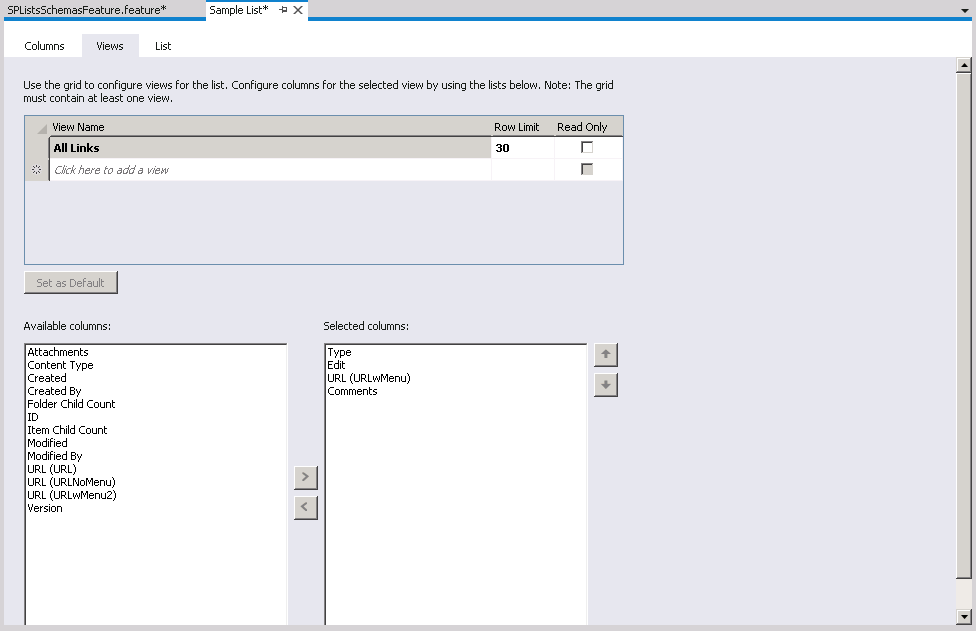 SPListsSchemasFeature.feature*
Sample List*
Columns Views List
Use the grid to configure views for the list. Configure columns for the selected view by using the lists below. Note: The grid
must contain at least one view.
View Name Row Limit Read Only
All Links 30
Click here to add a view
Set as Default
Available columns:
Attachments
Content Type
Created
Created By
Folder Child Count
ID
Item Child Count
Modified
Modified By
URL (URL)
URL (URLNoMenu)
URL (URLwMenu2)
Version
Selected columns:
Type
Edit
URL (URLwMenu)
Comments